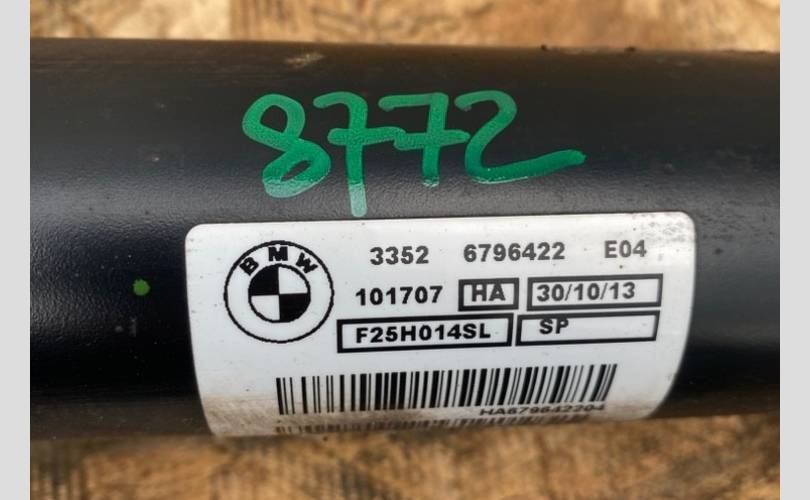 8772
BMW
3352 6796422 E04
101707 HA 30/10/13
F25H014SL SP
HA679642204